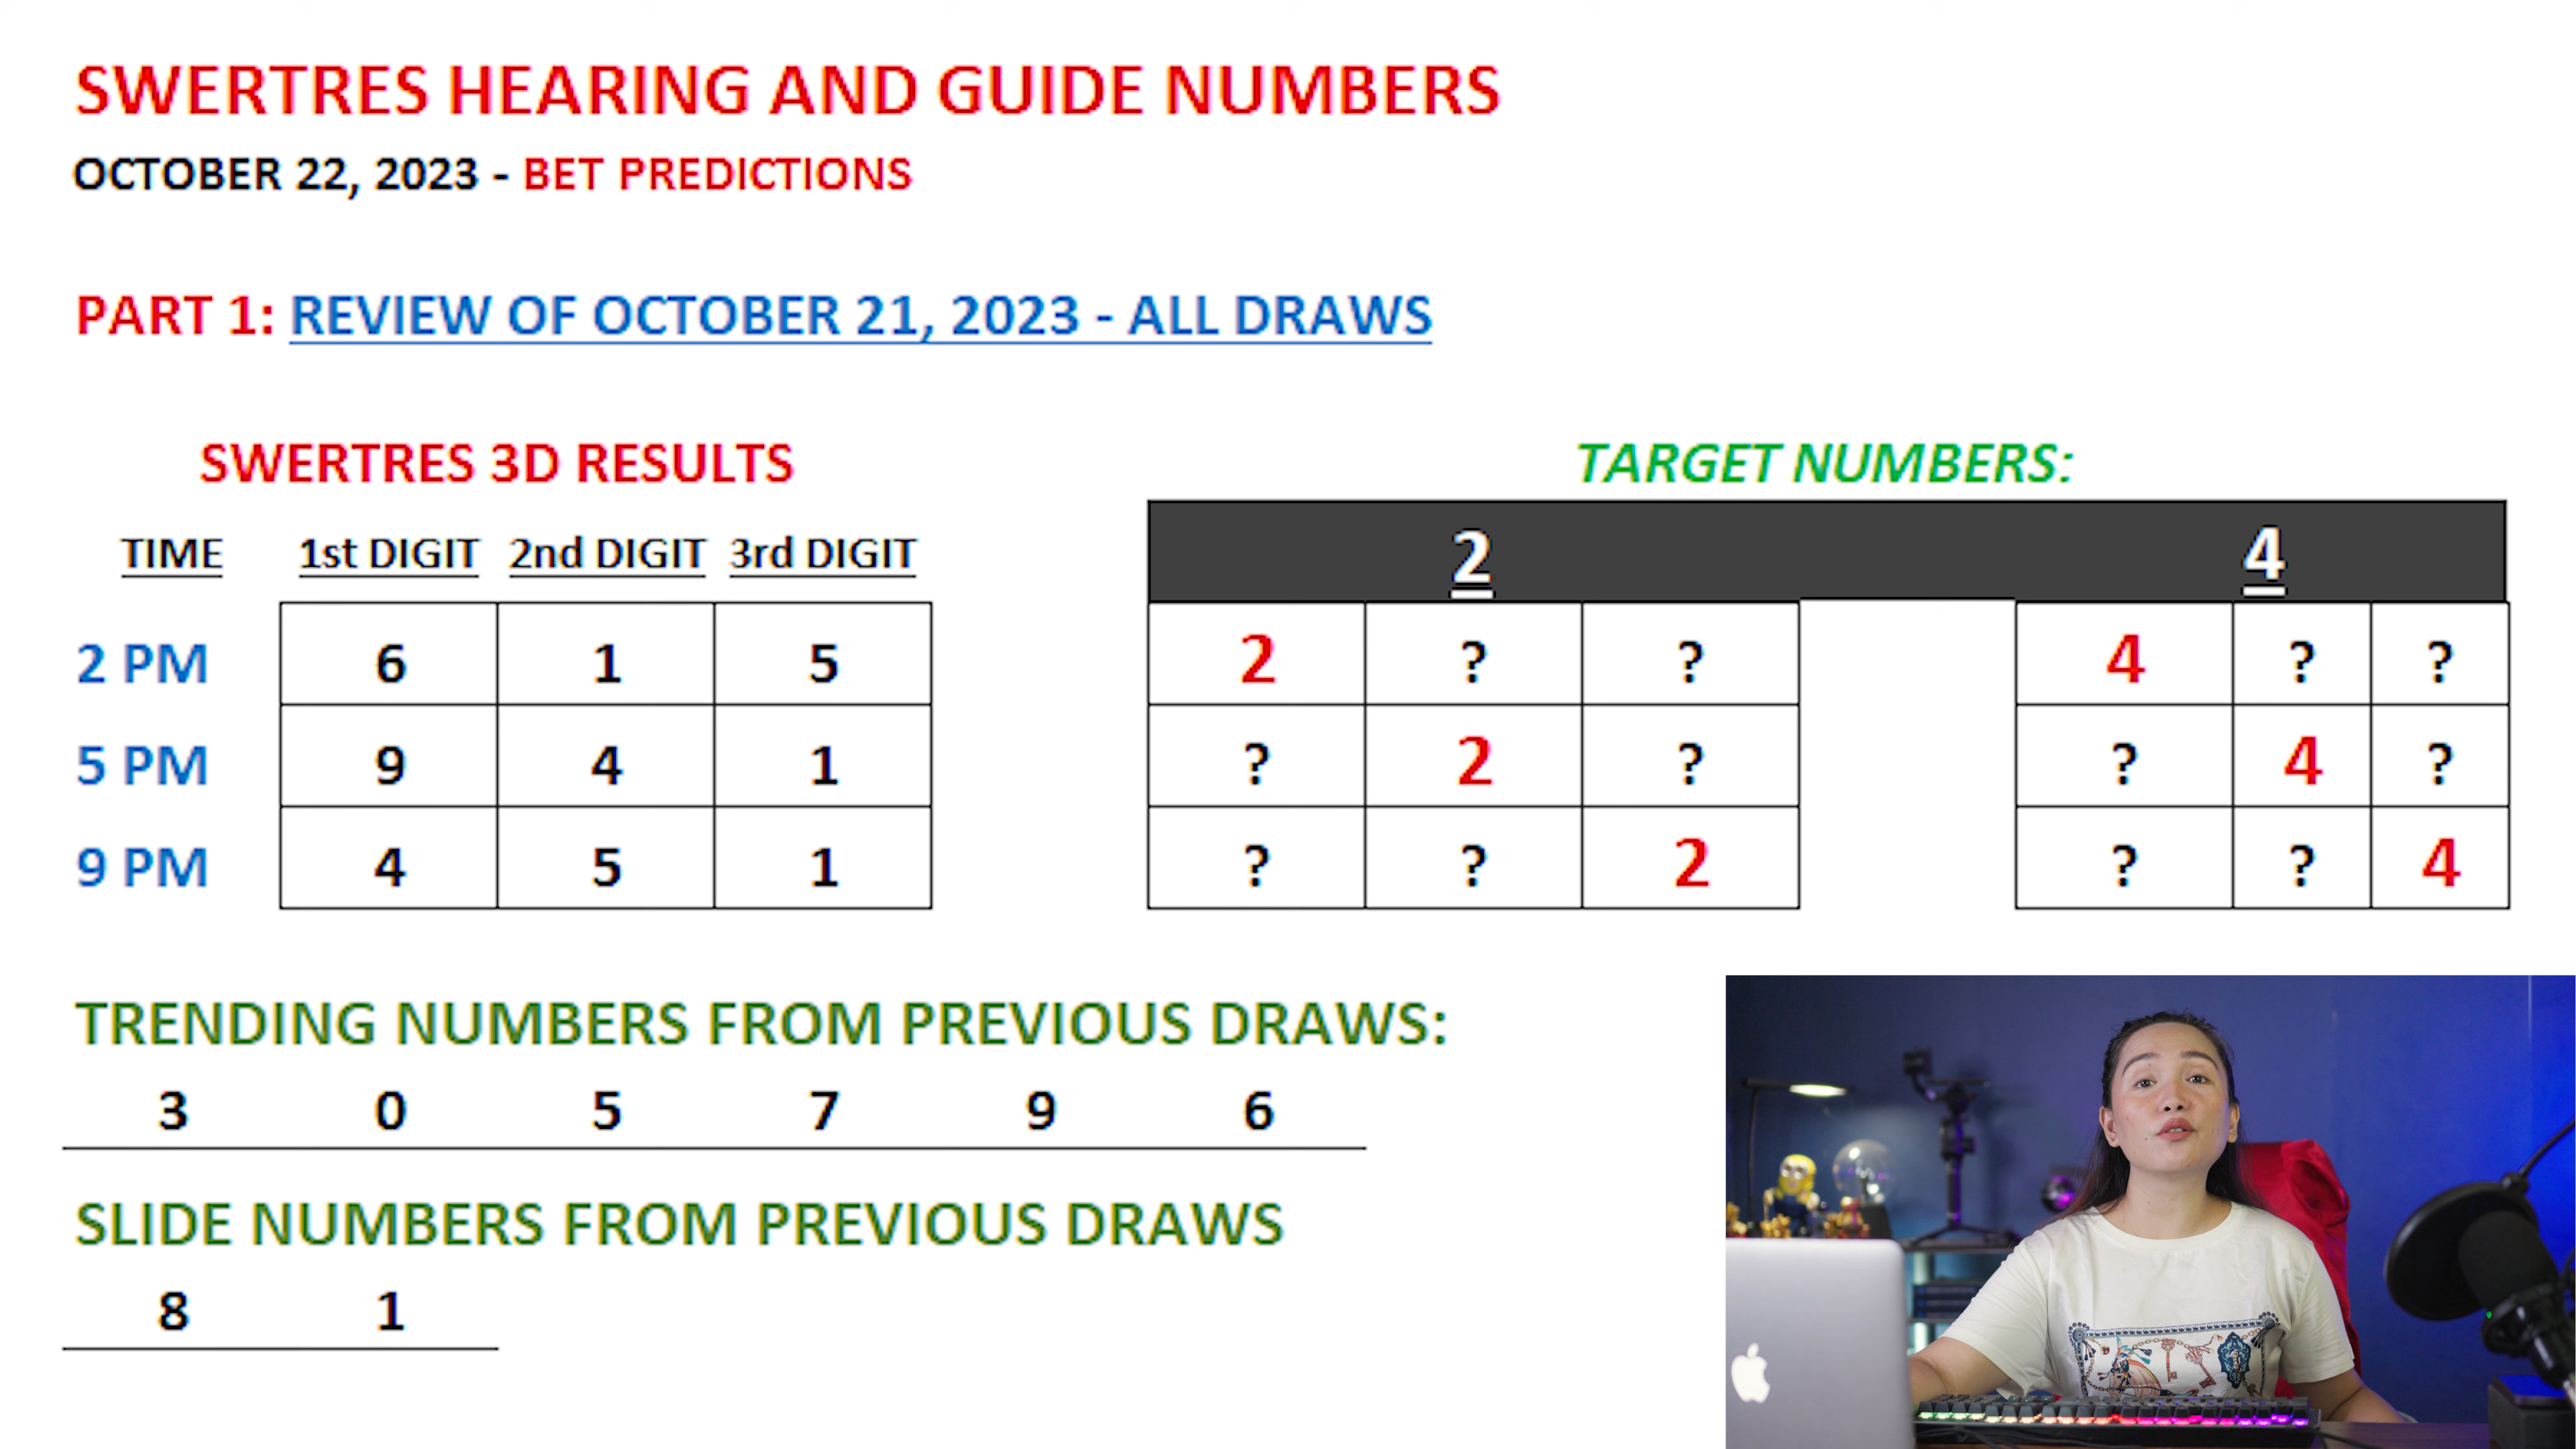 SWERTRES HEARING AND GUIDE NUMBERS
OCTOBER 22, 2023 - BET PREDICTIONS
PART 1: REVIEW OF OCTOBER 21, 2023 - ALL DRAWS
SWERTRES 3D RESULTS
TIME 1st DIGIT 2nd DIGIT 3rd DIGIT
2 PM 6 1 5
5 PM 9 4 1
9 PM 4 5 1
TARGET NUMBERS:
2 4
2 ? ? 4 ? ?
? 2 ? ? 4 ?
? ? 2 ? ? 4
TRENDING NUMBERS FROM PREVIOUS DRAWS:
3 0 5 7 9 6
SLIDE NUMBERS FROM PREVIOUS DRAWS
8 1